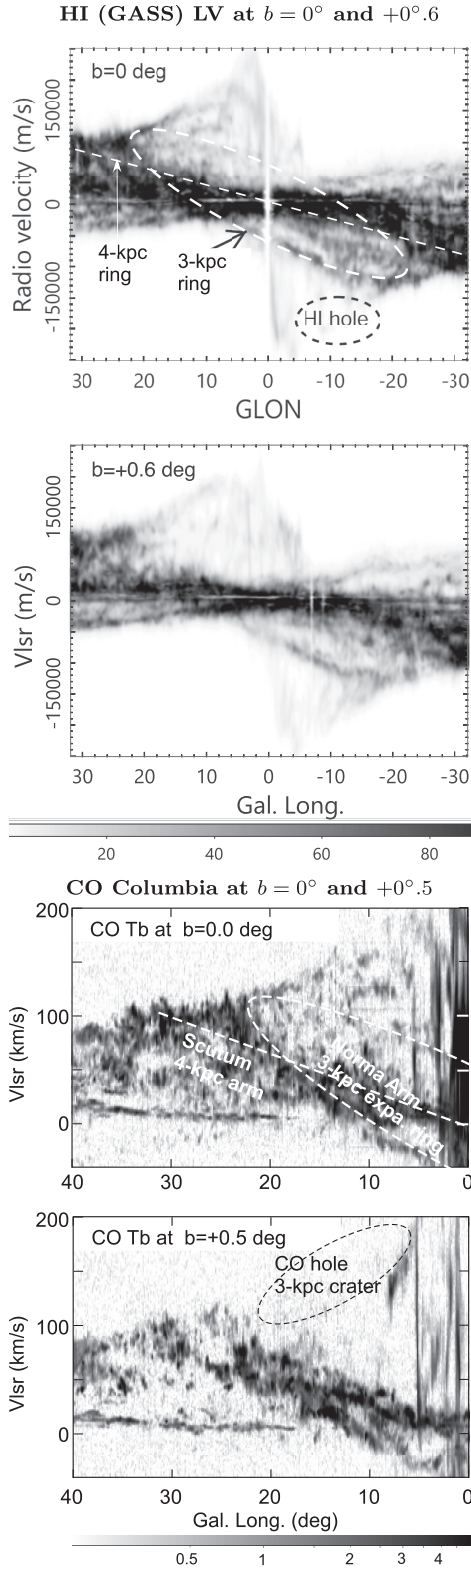 HI (GASS) LV at b = 0° and +0°.6
b=0 deg
Radio velocity (m/s)
150000
0
-150000
4-kpc
ring
3-kpc
ring
HI hole
30 20 10 0 -10 -20 -30
GLON
b=+0.6 deg
Vlsr (m/s)
150000
0
-150000
30 20 10 0 -10 -20 -30
Gal. Long.
20 40 60 80
CO Columbia at b = 0° and +0°.5
CO Tb at b=0.0 deg
Vlsr (km/s)
200
100
0
Scutum
4-kpc arm
Norma Arm
3-kpc expa ring
40 30 20 10 0
CO Tb at b=+0.5 deg
Vlsr (km/s)
200
100
0
CO hole
3-kpc crater
40 30 20 10 0
Gal. Long. (deg)
0.5 1 2 3 4